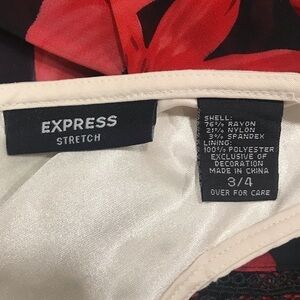 EXPRESS
STRETCH
SHELL:
76% RAYON
21% NYLON
3% SPANDEX
LINING:
100% POLYESTER
EXCLUSIVE OF
DECORATION
MADE IN CHINA
3/4
OVER FOR CARE